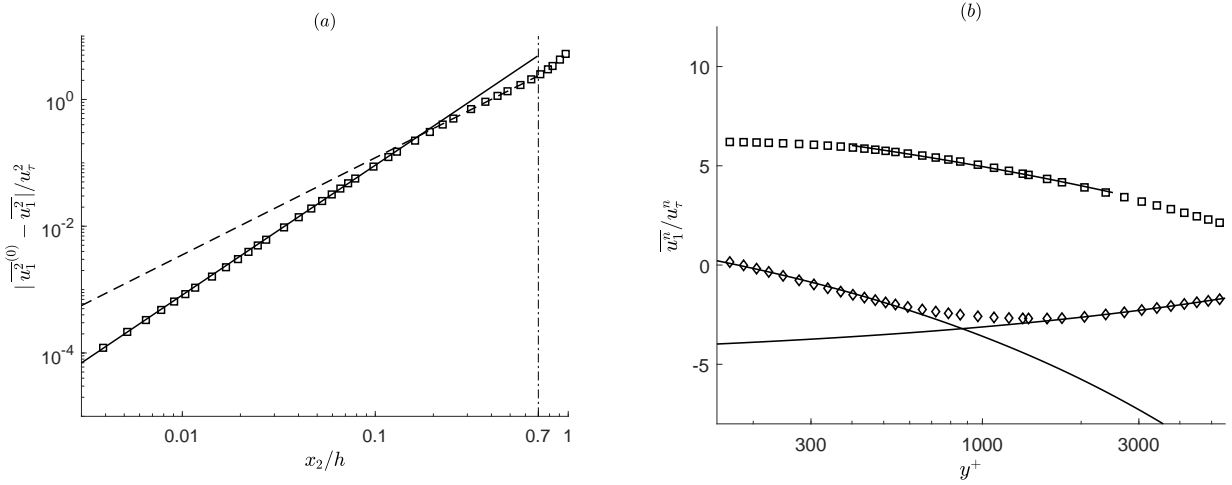 (a)
10^0
10^{-2}
10^{-4}
| \overline{u_1^2}^{(0)} - \overline{u_1^2} | / u_τ^2
0.01 0.1 0.7 1
x_2/h
(b)
10
5
0
-5
\overline{u_1^n}/u_τ^n
300 1000 3000
y^+